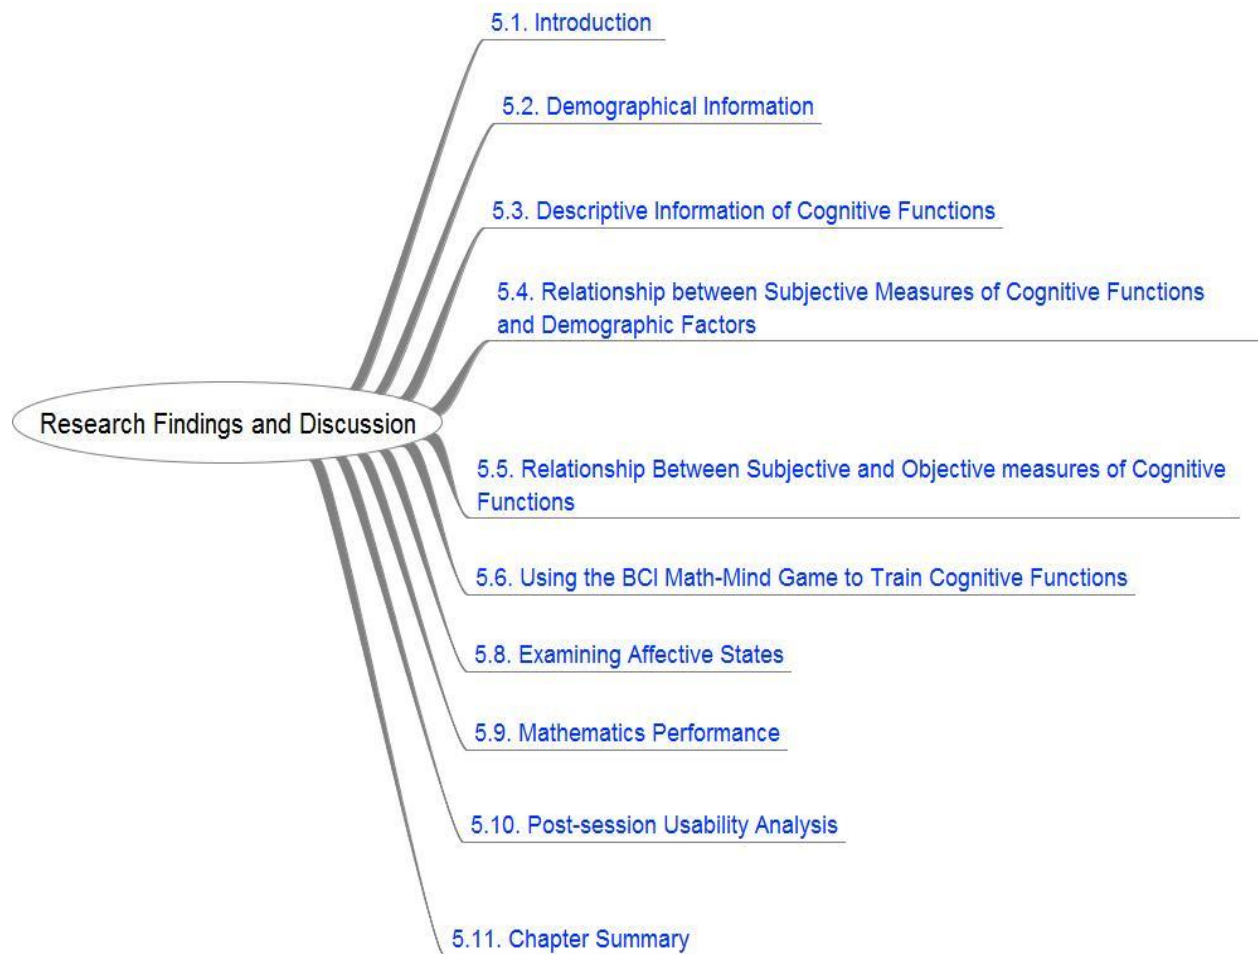 5.1. Introduction
5.2. Demographical Information
5.3. Descriptive Information of Cognitive Functions
5.4. Relationship between Subjective Measures of Cognitive Functions
and Demographic Factors
Research Findings and Discussion
5.5. Relationship Between Subjective and Objective measures of Cognitive
Functions
5.6. Using the BCI Math-Mind Game to Train Cognitive Functions
5.8. Examining Affective States
5.9. Mathematics Performance
5.10. Post-session Usability Analysis
5.11. Chapter Summary